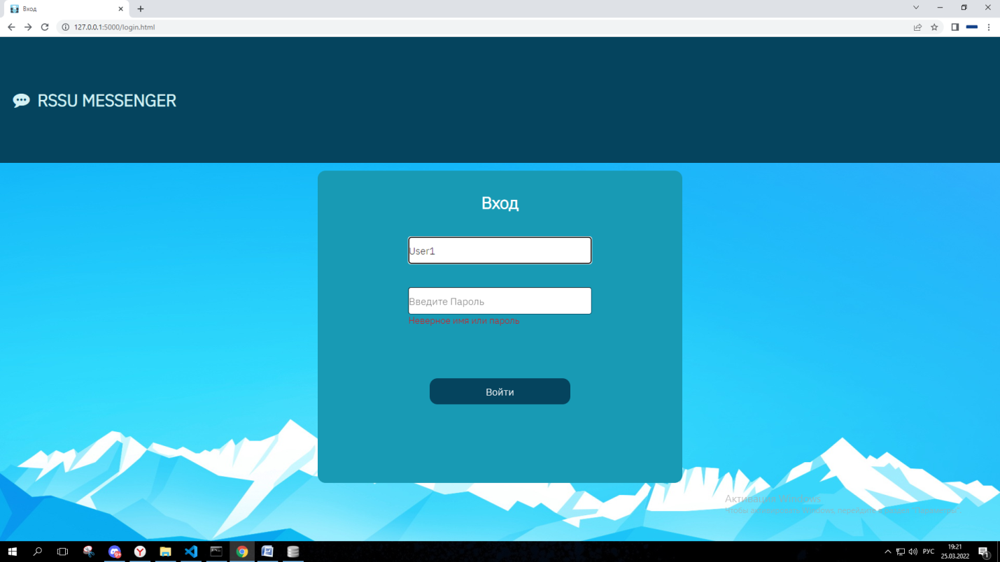 Вход
127.0.0.1:5000/login.html
RSSU MESSENGER
Вход
User1
Введите Пароль
Неверное имя или пароль
Войти
Активация Windows
Чтобы активировать Windows, перейдите в раздел "Параметры".
РУС
19:21
25.03.2022
1